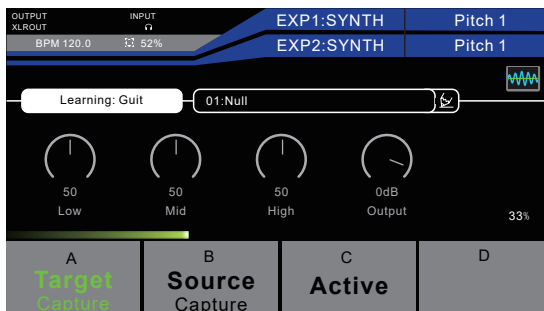 OUTPUT INPUT
XLROUT
BPM 120.0 52%
EXP1:SYNTH Pitch 1
EXP2:SYNTH Pitch 1
Learning: Guit 01:Null
50 50 50 0dB
Low Mid High Output
33%
A B C D
Target Source Active
Capture Capture